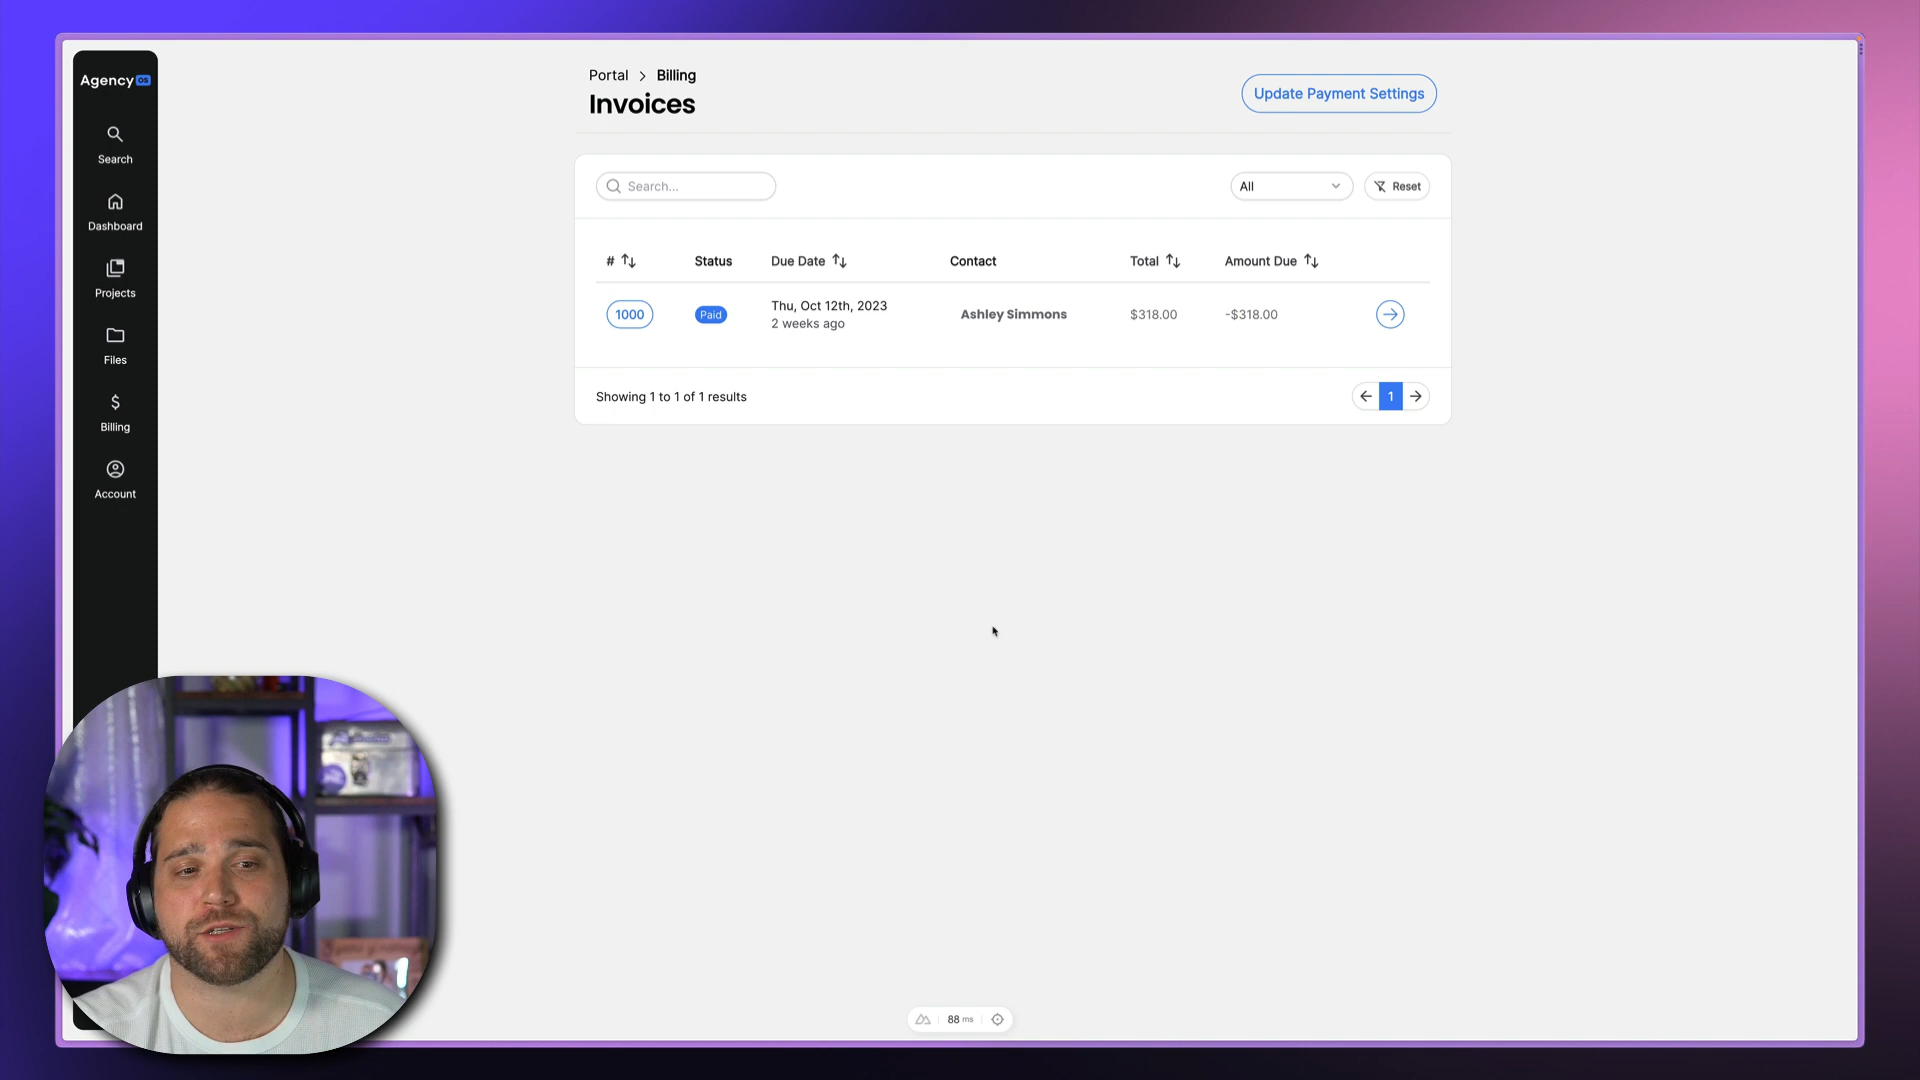 Agency OS
Search
Dashboard
Projects
Files
Billing
Account
Portal > Billing
Invoices
Update Payment Settings
Search...
All
Reset
# Status Due Date Contact Total Amount Due
1000 Paid Thu, Oct 12th, 2023 Ashley Simmons $318.00 -$318.00
2 weeks ago
Showing 1 to 1 of 1 results
1
88 ms